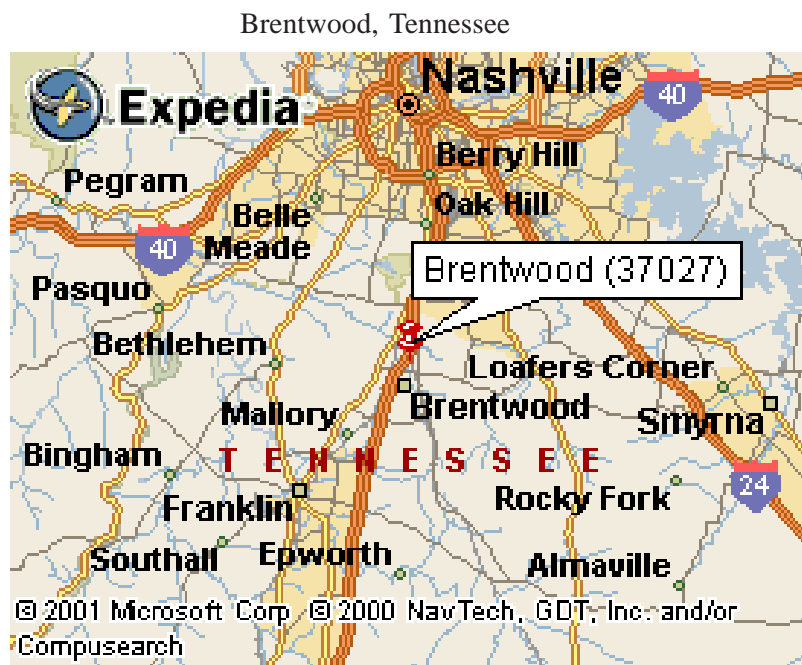 Brentwood, Tennessee
Expedia
Nashville
40
Berry Hill
Pegram
Belle
Meade
Oak Hill
40
Brentwood (37027)
Pasquo
Bethlehem
Loafers Corner
Brentwood
Mallory
Smyrna
Bingham
TENNESSEE
24
Franklin
Rocky Fork
Southall
Epworth
Almaville
© 2001 Microsoft Corp © 2000 NavTech, GDT, Inc. and/or
Compusearch